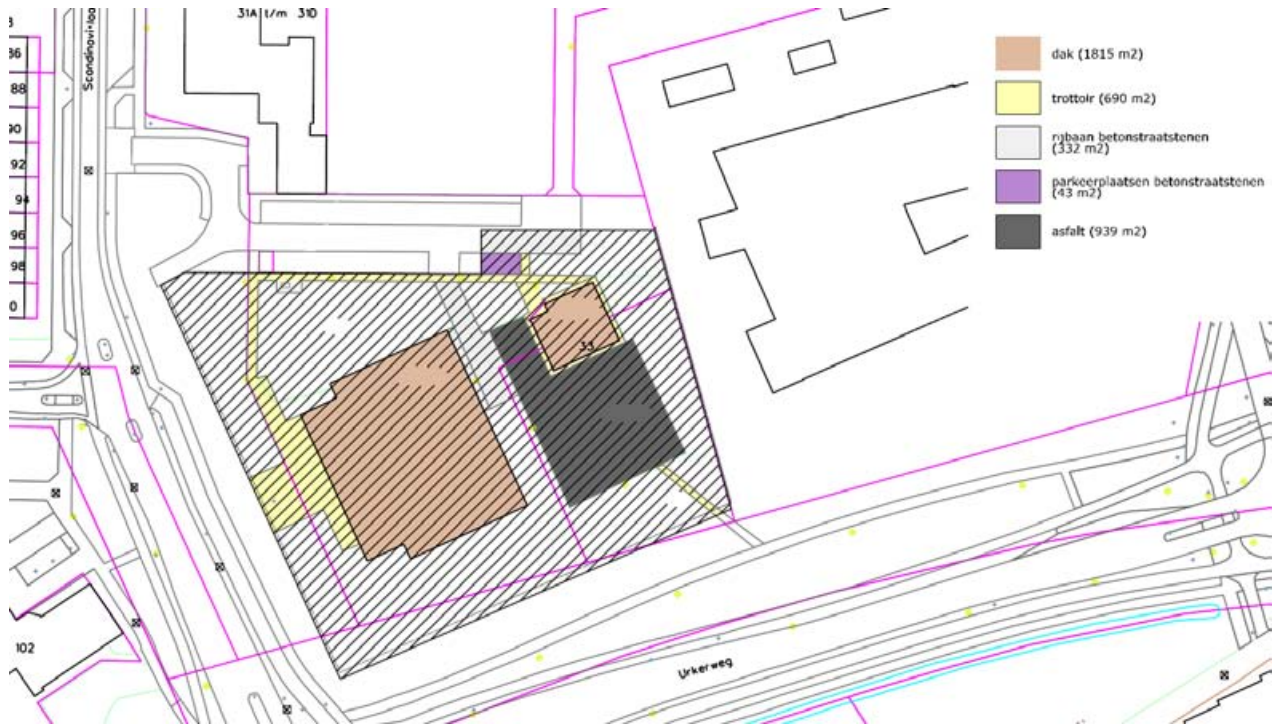 31A t/m 31D
86
88
90
92
94
96
98
0
33
102
Urkerweg
dak (1815 m2)
trottoir (690 m2)
rijbaan betonstraatstenen
(332 m2)
parkeerplaatsen betonstraatstenen
(43 m2)
asfalt (939 m2)